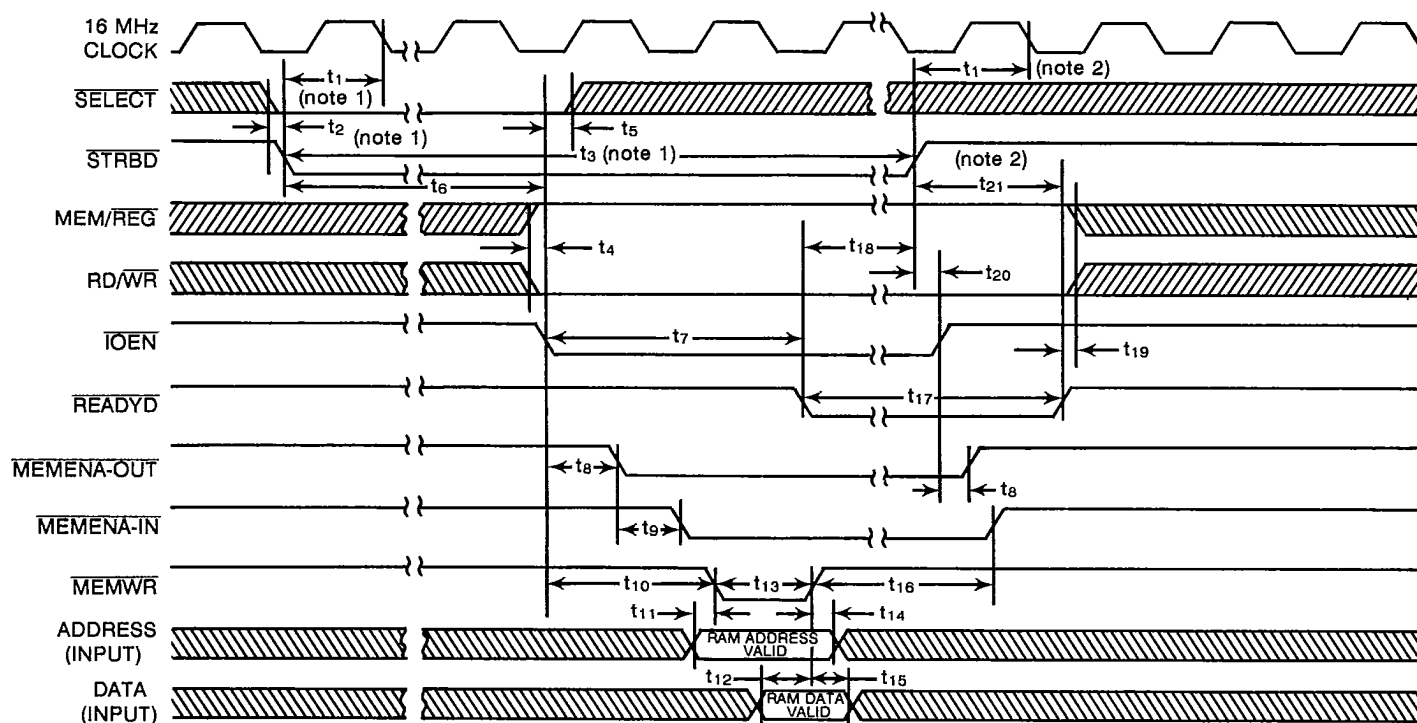 16 MHz
CLOCK
t1
(note 1)
t1
(note 2)
SELECT
t2
(note 1)
t5
STRBD
t3 (note 1)
(note 2)
t6
t21
MEM/REG
t4
t18
RD/WR
t20
IOEN
t7
t19
READYD
t17
MEMENA-OUT
t8
t8
MEMENA-IN
t9
MEMWR
t10
t13
t16
t11
t14
ADDRESS
(INPUT)
RAM ADDRESS
VALID
t12
t15
DATA
(INPUT)
RAM DATA
VALID